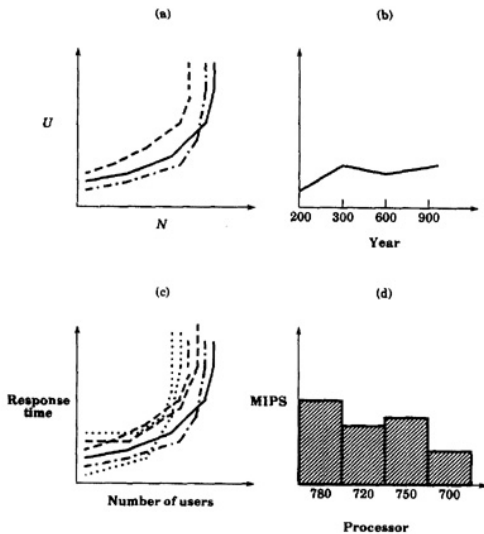 (a)
U
N
(b)
200 300 600 900
Year
(c)
Response
time
Number of users
(d)
MIPS
780 720 750 700
Processor